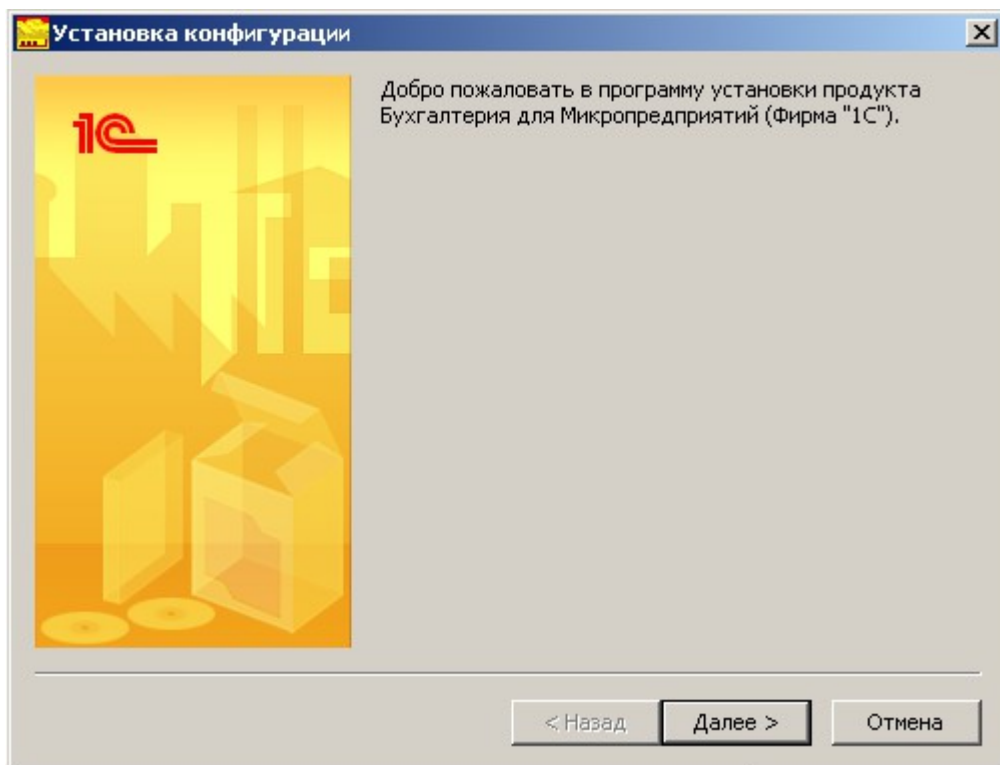 Установка конфигурации
1С
Добро пожаловать в программу установки продукта
Бухгалтерия для Микропредприятий (Фирма "1С").
< Назад
Далее >
Отмена